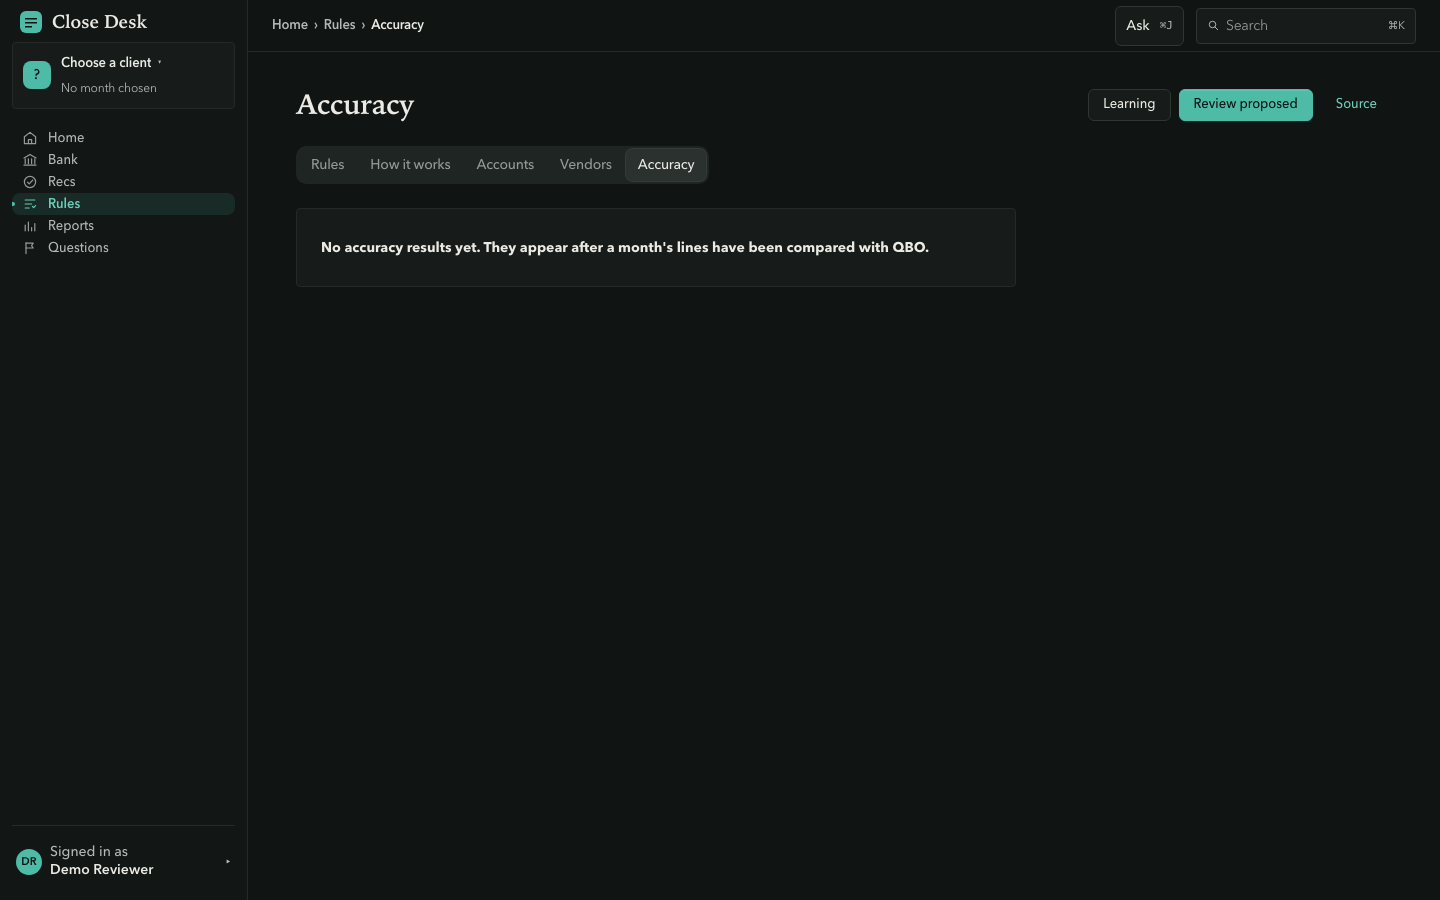 Close Desk
?
Choose a client
No month chosen
Home
Bank
Recs
Rules
Reports
Questions
DR
Signed in as
Demo Reviewer
Home › Rules › Accuracy
Ask ⌘J
Search ⌘K
Accuracy
Learning
Review proposed
Source
Rules
How it works
Accounts
Vendors
Accuracy
No accuracy results yet. They appear after a month's lines have been compared with QBO.